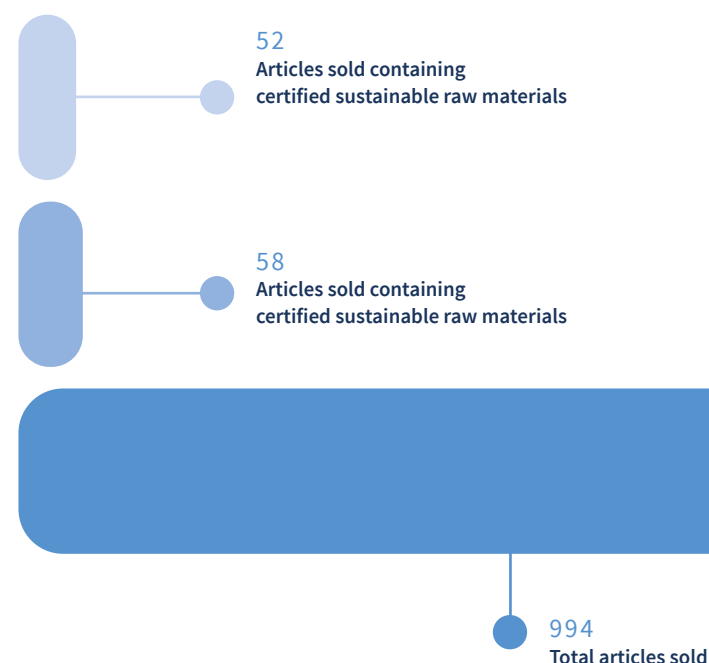 52
Articles sold containing
certified sustainable raw materials
58
Articles sold containing
certified sustainable raw materials
994
Total articles sold